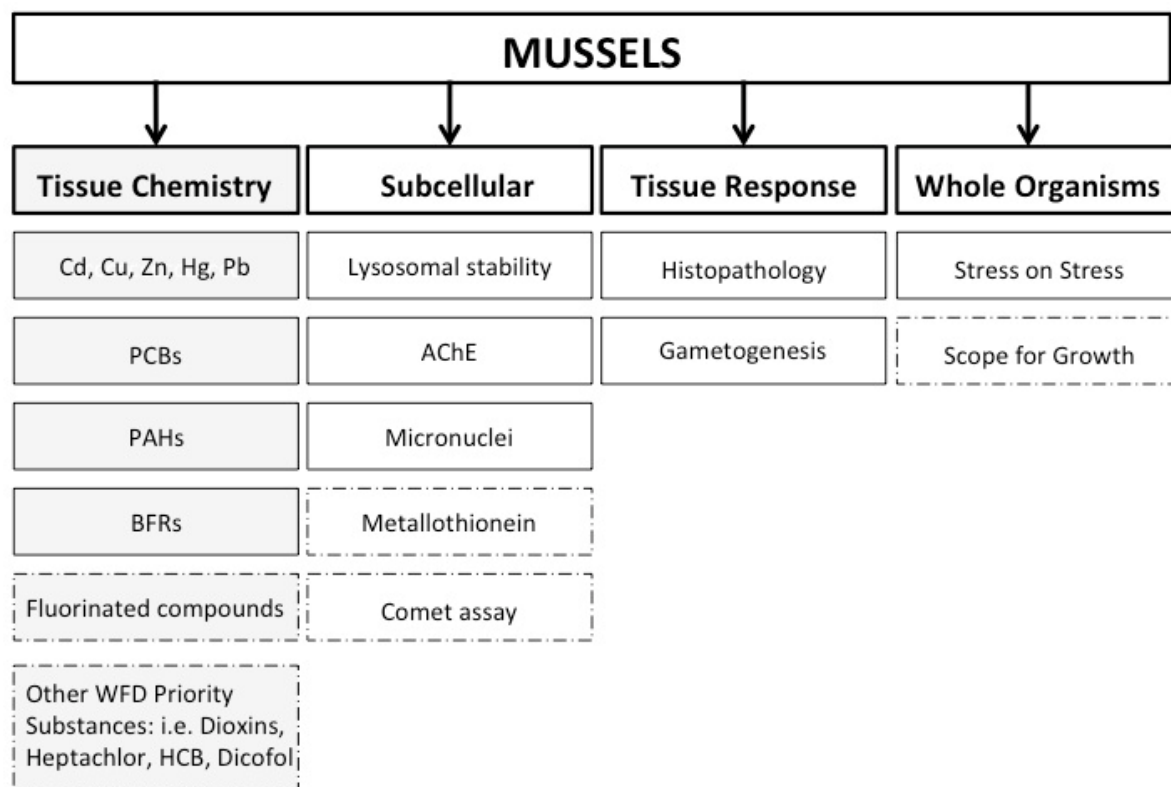 MUSSELS
Tissue Chemistry
Cd, Cu, Zn, Hg, Pb
PCBs
PAHs
BFRs
Fluorinated compounds
Other WFD Priority
Substances: i.e. Dioxins,
Heptachlor, HCB, Dicofol
Subcellular
Lysosomal stability
AChE
Micronuclei
Metallothionein
Comet assay
Tissue Response
Histopathology
Gametogenesis
Whole Organisms
Stress on Stress
Scope for Growth